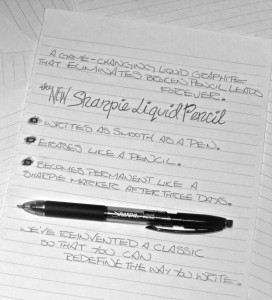 A GAME-CHANGING LIQUID GRAPHITE
THAT ELIMINATES BROKEN PENCIL LEADS
FOREVER.
the NEW Sharpie Liquid Pencil
WRITES AS SMOOTH AS A PEN.
ERASES LIKE A PENCIL.
BECOMES PERMANENT LIKE A
SHARPIE MARKER AFTER THREE DAYS.
SHARPIE
WE'VE REINVENTED A CLASSIC
SO THAT YOU CAN
REDEFINE THE WAY YOU WRITE.